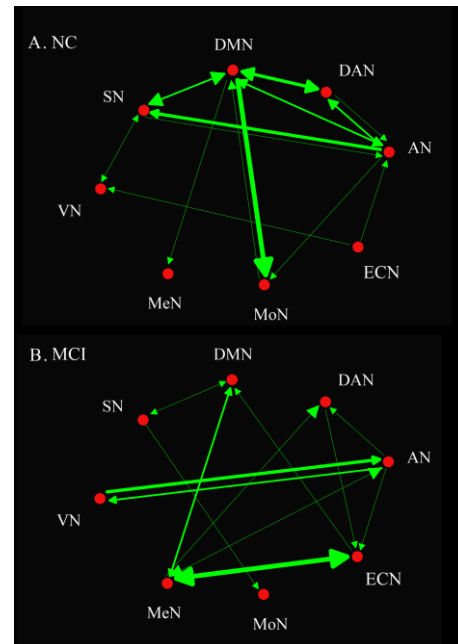 A. NC
DMN
DAN
SN
AN
VN
ECN
MeN
MoN
B. MCI
DMN
DAN
SN
AN
VN
ECN
MeN
MoN